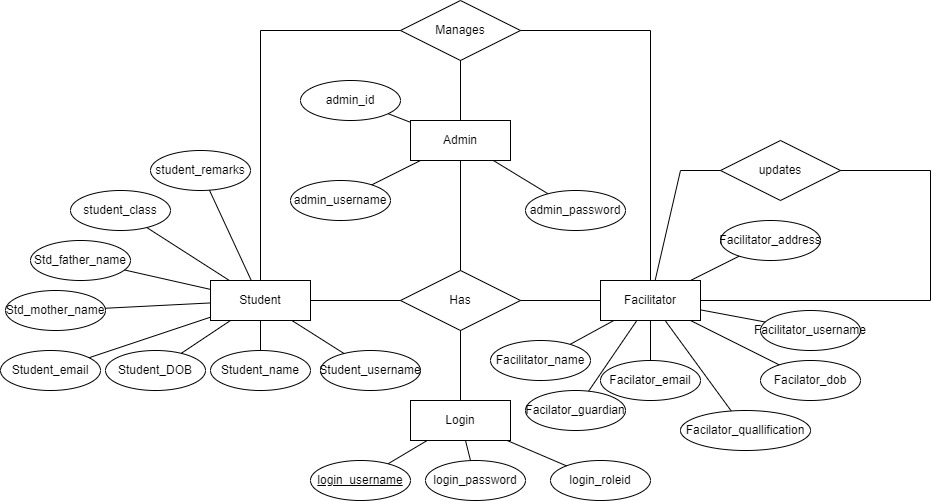 Manages
admin_id
Admin
student_remarks
updates
admin_username
student_class
admin_password
Facilitator_address
Std_father_name
Student
Has
Facilitator
Std_mother_name
Facilitator_username
Facilitator_name
Student_email
Student_DOB
Student_name
Student_username
Facilator_email
Facilator_dob
Facilator_guardian
Login
Facilator_quallification
login_username
login_password
login_roleid